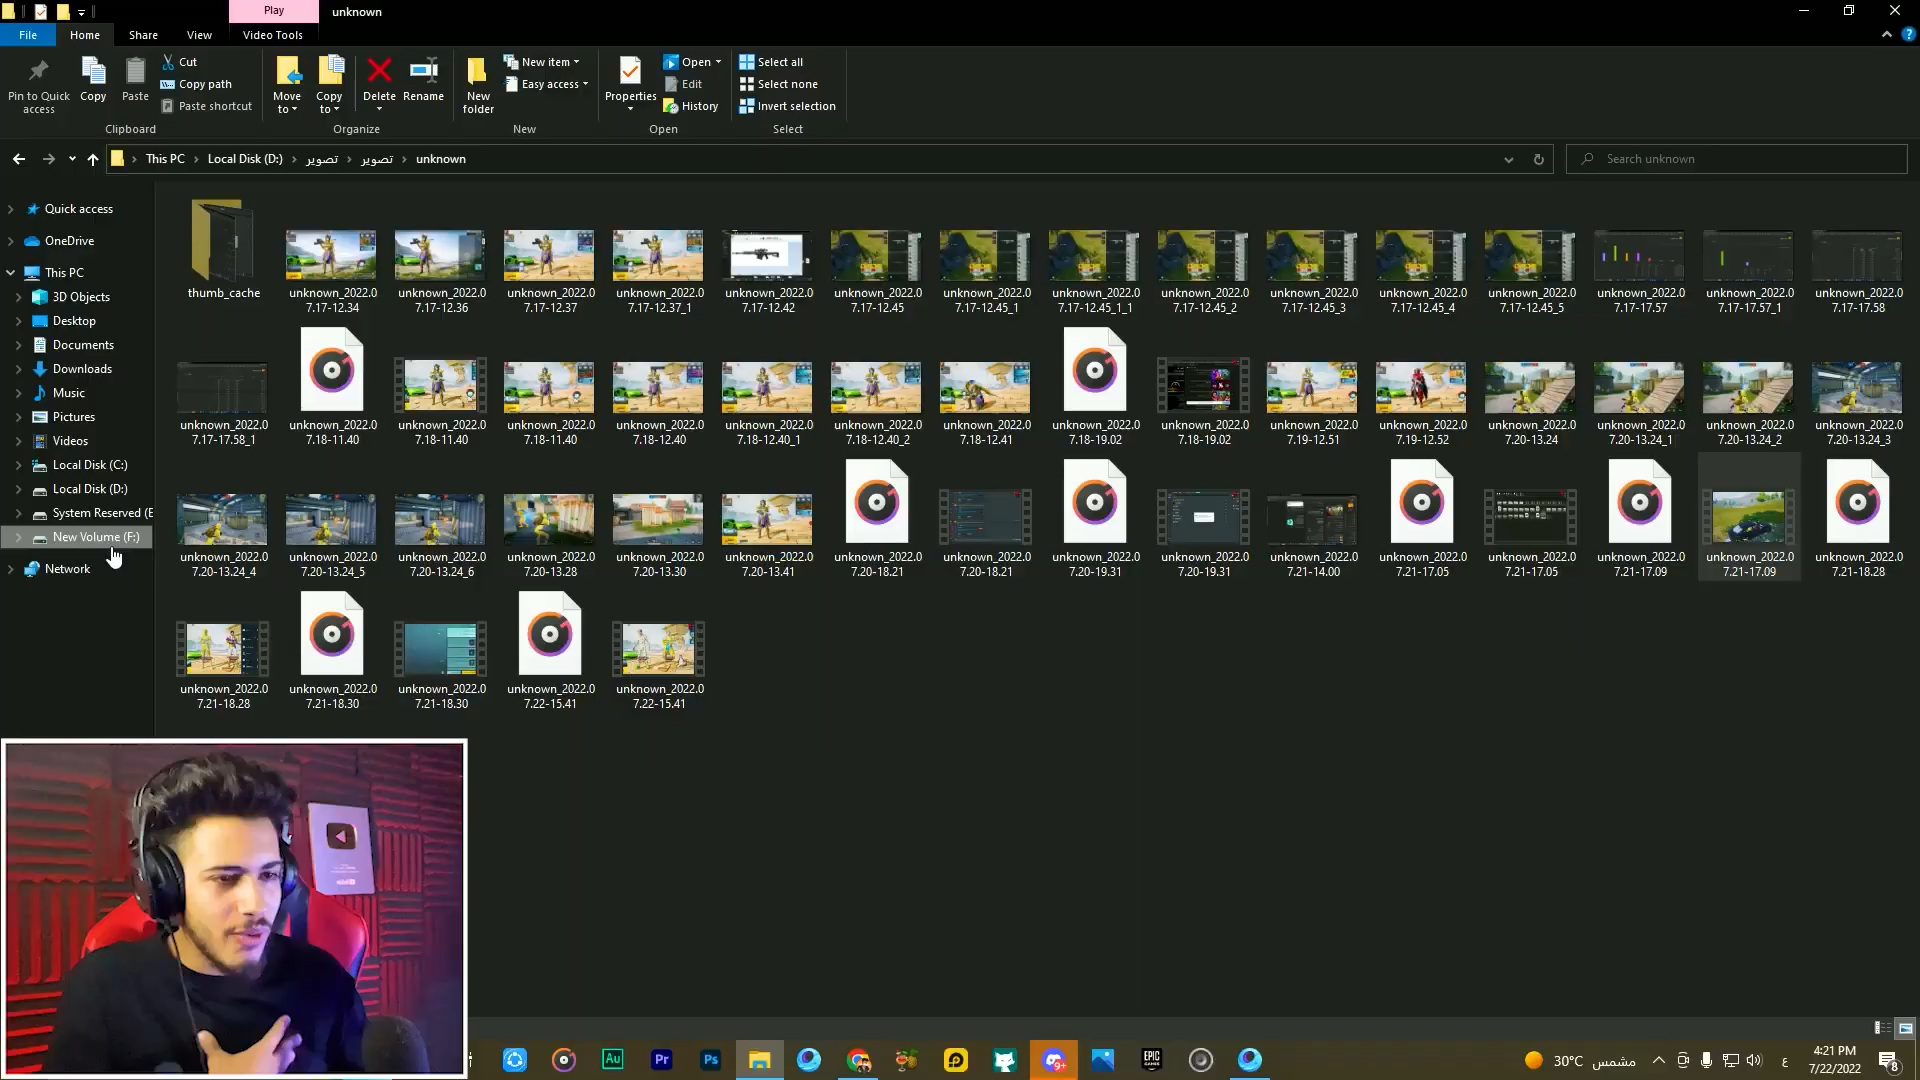 Play
unknown
File
Home
Share
View
Video Tools
Pin to Quick
access
Copy
Paste
Cut
Copy path
Paste shortcut
Clipboard
Move
to
Copy
to
Delete
Rename
Organize
New
folder
New item
Easy access
New
Properties
Open
Edit
History
Open
Select all
Select none
Invert selection
Select
This PC
Local Disk (D:)
تصوير
تصوير
unknown
Search unknown
Quick access
OneDrive
This PC
3D Objects
Desktop
Documents
Downloads
Music
Pictures
Videos
Local Disk (C:)
Local Disk (D:)
System Reserved (E
New Volume (F:)
Network
thumb_cache
unknown_2022.0
7.17-12.34
unknown_2022.0
7.17-12.36
unknown_2022.0
7.17-12.37
unknown_2022.0
7.17-12.37_1
unknown_2022.0
7.17-12.42
unknown_2022.0
7.17-12.45
unknown_2022.0
7.17-12.45_1
unknown_2022.0
7.17-12.45_1_1
unknown_2022.0
7.17-12.45_2
unknown_2022.0
7.17-12.45_3
unknown_2022.0
7.17-12.45_4
unknown_2022.0
7.17-12.45_5
unknown_2022.0
7.17-17.57
unknown_2022.0
7.17-17.57_1
unknown_2022.0
7.17-17.58
unknown_2022.0
7.17-17.58_1
unknown_2022.0
7.18-11.40
unknown_2022.0
7.18-11.40
unknown_2022.0
7.18-11.40
unknown_2022.0
7.18-12.40
unknown_2022.0
7.18-12.40_1
unknown_2022.0
7.18-12.40_2
unknown_2022.0
7.18-12.41
unknown_2022.0
7.18-19.02
unknown_2022.0
7.18-19.02
unknown_2022.0
7.19-12.51
unknown_2022.0
7.19-12.52
unknown_2022.0
7.20-13.24
unknown_2022.0
7.20-13.24_1
unknown_2022.0
7.20-13.24_2
unknown_2022.0
7.20-13.24_3
unknown_2022.0
7.20-13.24_4
unknown_2022.0
7.20-13.24_5
unknown_2022.0
7.20-13.24_6
unknown_2022.0
7.20-13.28
unknown_2022.0
7.20-13.30
unknown_2022.0
7.20-13.41
unknown_2022.0
7.20-18.21
unknown_2022.0
7.20-18.21
unknown_2022.0
7.20-19.31
unknown_2022.0
7.20-19.31
unknown_2022.0
7.21-14.00
unknown_2022.0
7.21-17.05
unknown_2022.0
7.21-17.05
unknown_2022.0
7.21-17.09
unknown_2022.0
7.21-17.09
unknown_2022.0
7.21-18.28
unknown_2022.0
7.21-18.28
unknown_2022.0
7.21-18.30
unknown_2022.0
7.21-18.30
unknown_2022.0
7.22-15.41
unknown_2022.0
7.22-15.41
Au
Pr
Ps
EPIC
GAMES
9+
30°C مشمس
ع
4:21 PM
7/22/2022
8